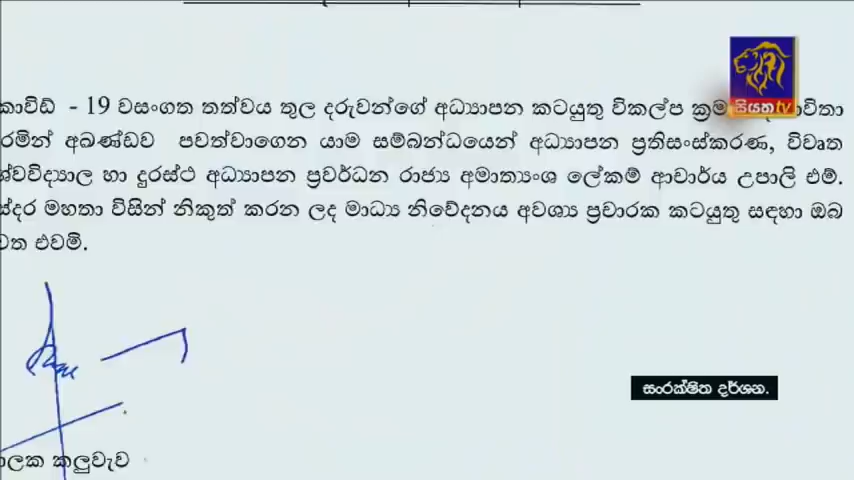 සියත tv
කාවිඩ් - 19 වසංගත තත්වය තුල දරුවන්ගේ අධ්‍යාපන කටයුතු විකල්ප ක්‍රම විතා
රමින් අඛණ්ඩව පවත්වාගෙන යාම සම්බන්ධයෙන් අධ්‍යාපන ප්‍රතිසංස්කරණ, විවෘත
ශ්වවිද්‍යාල හා දුරස්ථ අධ්‍යාපන ප්‍රවර්ධන රාජ්‍ය අමාත්‍යංශ ලේකම් ආචාර්ය උපාලි එම්.
ස්දර මහතා විසින් නිකුත් කරන ලද මාධ්‍ය නිවේදනය අවශ්‍ය ප්‍රචාරක කටයුතු සඳහා ඔබ
වත එවමි.
සංරක්ෂිත දර්ශන.
ාලක කලුවැව